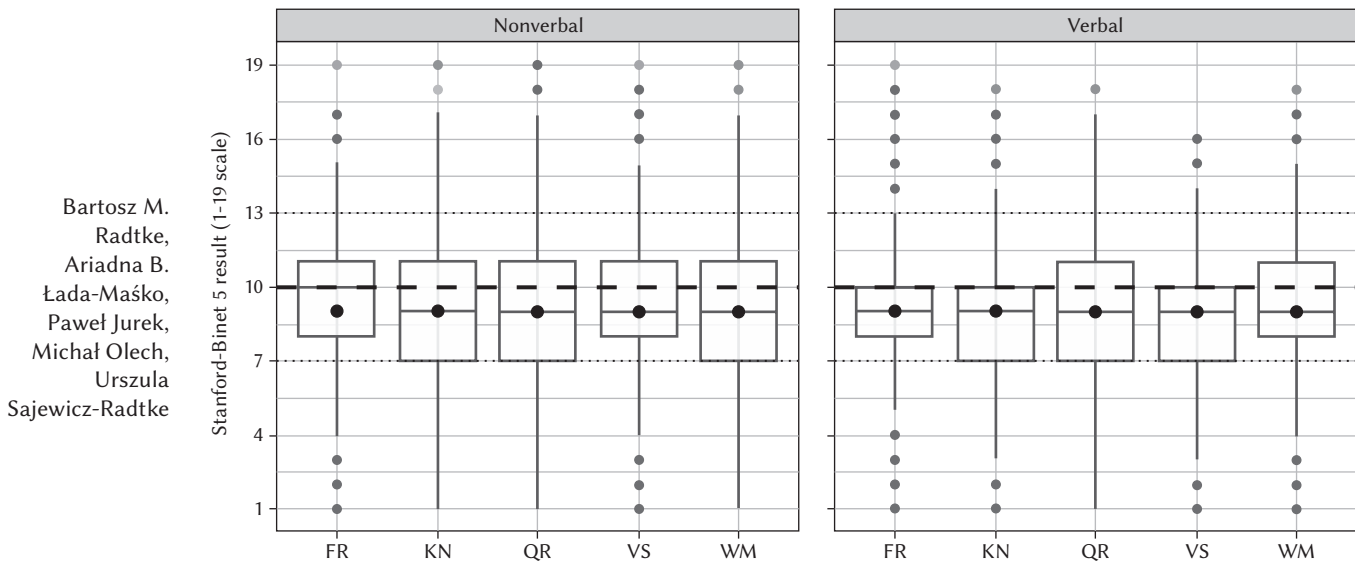 Nonverbal
Verbal
Bartosz M.
Radtke,
Ariadna B.
Łada-Maśko,
Paweł Jurek,
Michał Olech,
Urszula
Sajewicz-Radtke
Stanford-Binet 5 result (1-19 scale)
19
16
13
10
7
4
1
FR KN QR VS WM
FR KN QR VS WM